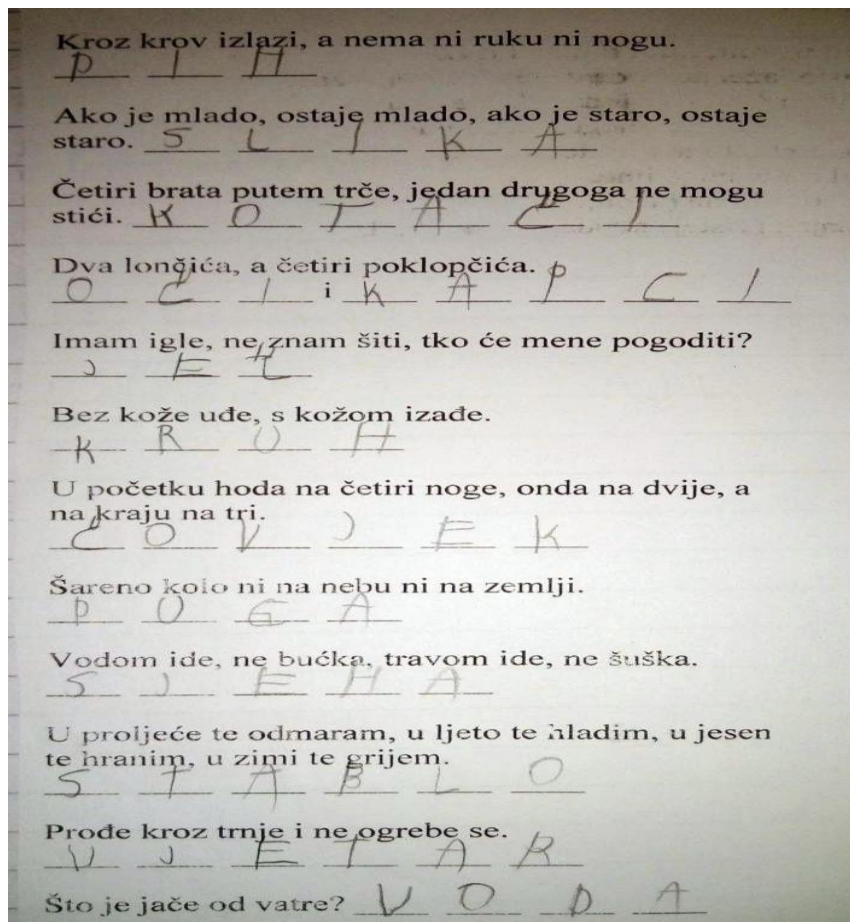 Kroz krov izlazi, a nema ni ruku ni nogu.
D I H
Ako je mlado, ostaje mlado, ako je staro, ostaje
staro. S L I K A
Četiri brata putem trče, jedan drugoga ne mogu
stići. K O T A Č I
Dva lončića, a četiri poklopčića.
O Č I i K A P C I
Imam igle, ne znam šiti, tko će mene pogoditi?
J E Ž
Bez kože uđe, s kožom izađe.
K R U H
U početku hoda na četiri noge, onda na dvije, a
na kraju na tri.
Č O V J E K
Šareno kolo ni na nebu ni na zemlji.
D U G A
Vodom ide, ne bućka, travom ide, ne šuška.
S J E N A
U proljeće te odmaram, u ljeto te hladim, u jesen
te hranim, u zimi te grijem.
S T A B L O
Prođe kroz trnje i ne ogrebe se.
V J E T A R
Što je jače od vatre? V O D A